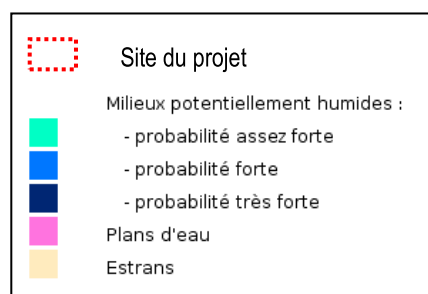 Site du projet
Milieux potentiellement humides :
- probabilité assez forte
- probabilité forte
- probabilité très forte
Plans d'eau
Estrans